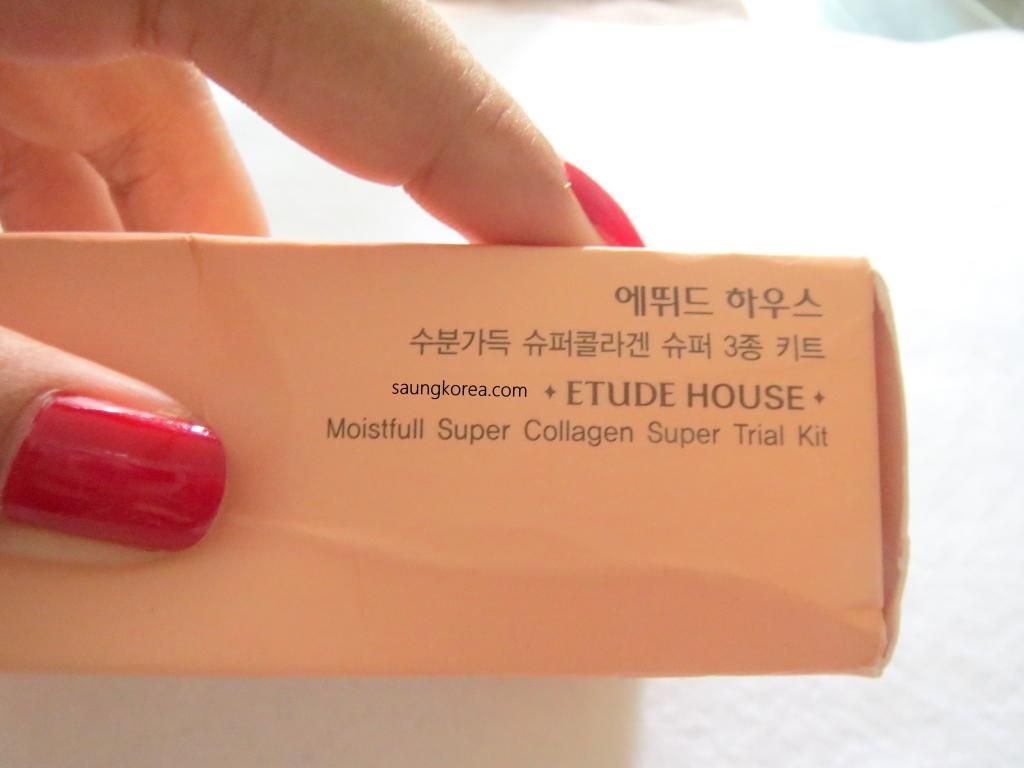 에뛰드 하우스
수분가득 슈퍼콜라겐 슈퍼 3종 키트
saungkorea.com
ETUDE HOUSE
Moistfull Super Collagen Super Trial Kit